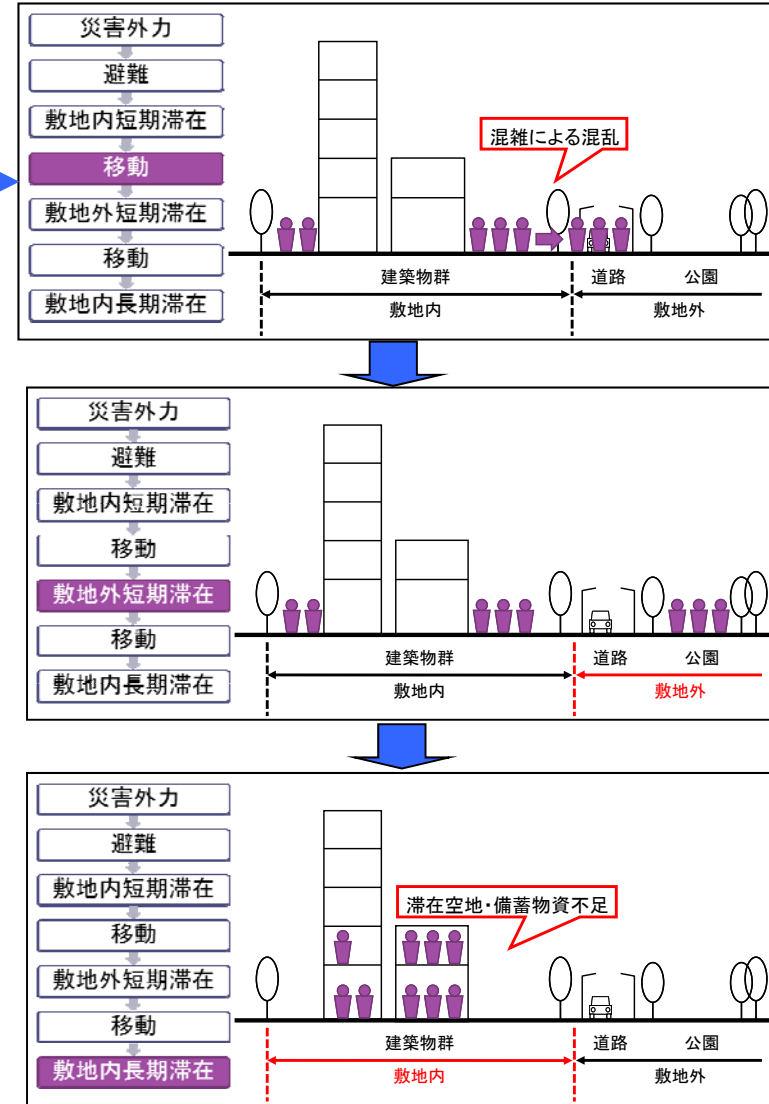 災害外力
避難
敷地内短期滞在
移動
敷地外短期滞在
移動
敷地内長期滞在
混雑による混乱
建築物群
道路
公園
敷地内
敷地外
災害外力
避難
敷地内短期滞在
移動
敷地外短期滞在
移動
敷地内長期滞在
建築物群
道路
公園
敷地内
敷地外
災害外力
避難
敷地内短期滞在
移動
敷地外短期滞在
移動
敷地内長期滞在
滞在空地・備蓄物資不足
建築物群
道路
公園
敷地内
敷地外